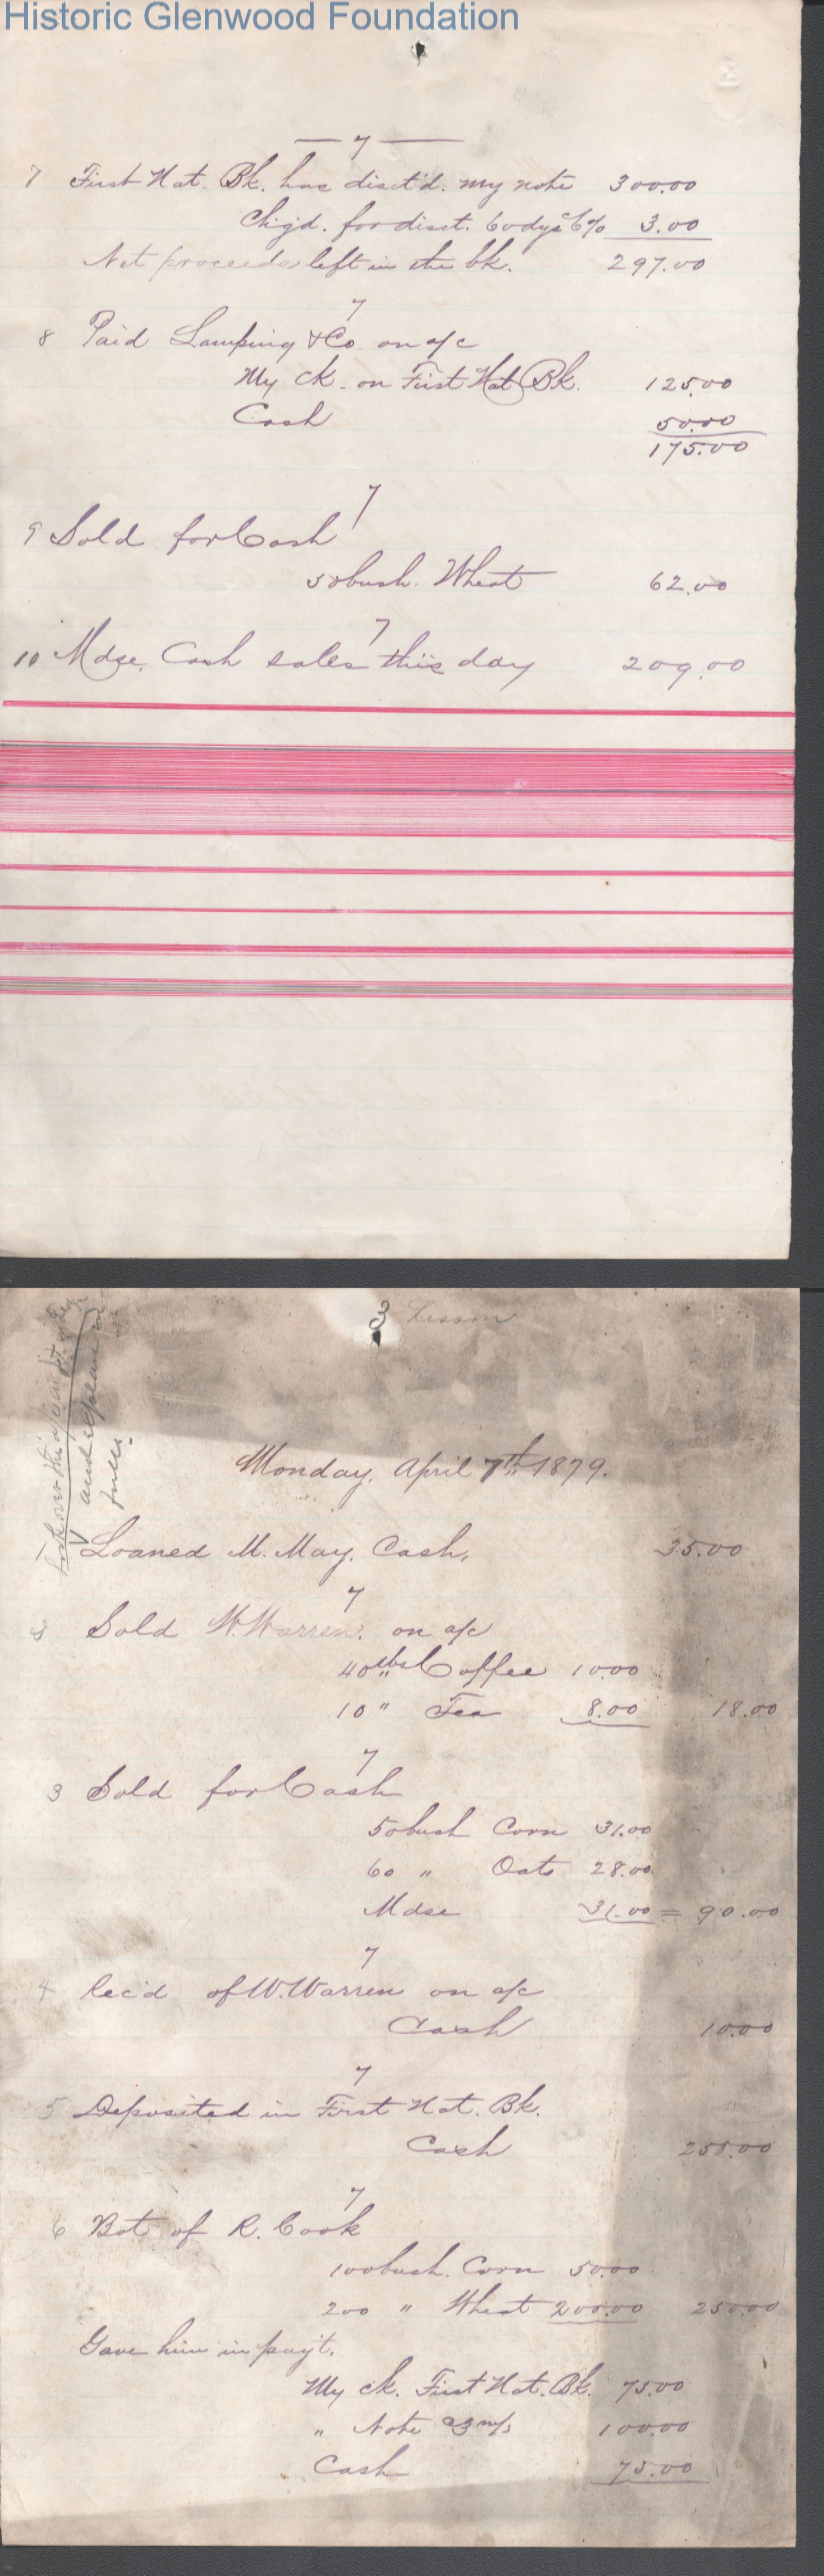 Historic Glenwood Foundation
— 7 —
7 First Nat. Bk. has disct'd. my note 300.00
Ch'g'd. for disct. 60 dys @ 6% 3.00
Net proceeds left in the bk. 297.00
7
8 Paid Lamping & Co. on a/c
My ck. on First Nat Bk. 125.00
Cash 50.00
175.00
7
9 Sold for Cash
50 bush. Wheat 62.00
7
10 Mdse. Cash sales this day 209.00
3 Lesson
and explain in
full.
Monday, April 7th 1879.
Loaned M. May, Cash, 35.00
7
Sold W. Warren. on a/c
40 lbs Coffee 10.00
10 " Tea 8.00 18.00
7
3 Sold for Cash
50 bush Corn 31.00
60 " Oats 28.00
Mdse 31.00 = 90.00
7
4 Rec'd of W. Warren on a/c
Cash 10.00
7
5 Deposited in First Nat. Bk.
Cash 255.00
7
6 Bot of R. Cook
100 bush. Corn 50.00
200 " Wheat 200.00 250.00
Gave him in pay't.
My ck. First Nat. Bk. 75.00
" Note @ 3 m/s 100.00
Cash 75.00